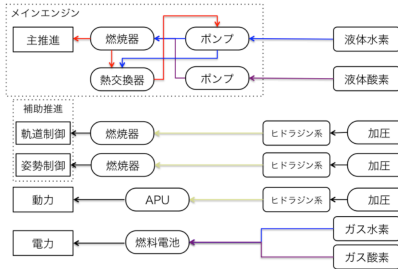 メインエンジン
主推進 燃焼器 ポンプ 液体水素
熱交換器 ポンプ 液体酸素
補助推進
軌道制御 燃焼器 ヒドラジン系 加圧
姿勢制御 燃焼器 ヒドラジン系 加圧
動力 APU ヒドラジン系 加圧
電力 燃料電池 ガス水素
ガス酸素